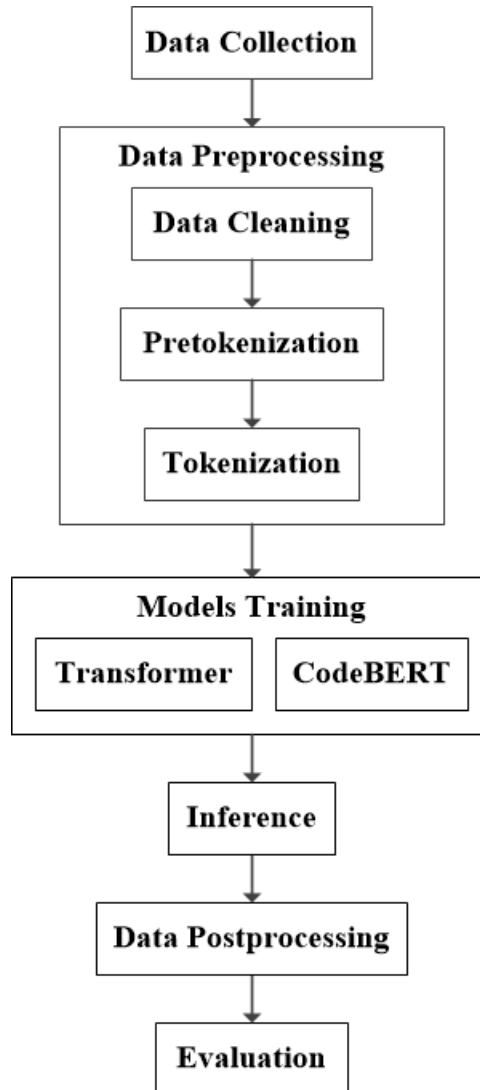 Data Collection
Data Preprocessing
Data Cleaning
Pretokenization
Tokenization
Models Training
Transformer
CodeBERT
Inference
Data Postprocessing
Evaluation